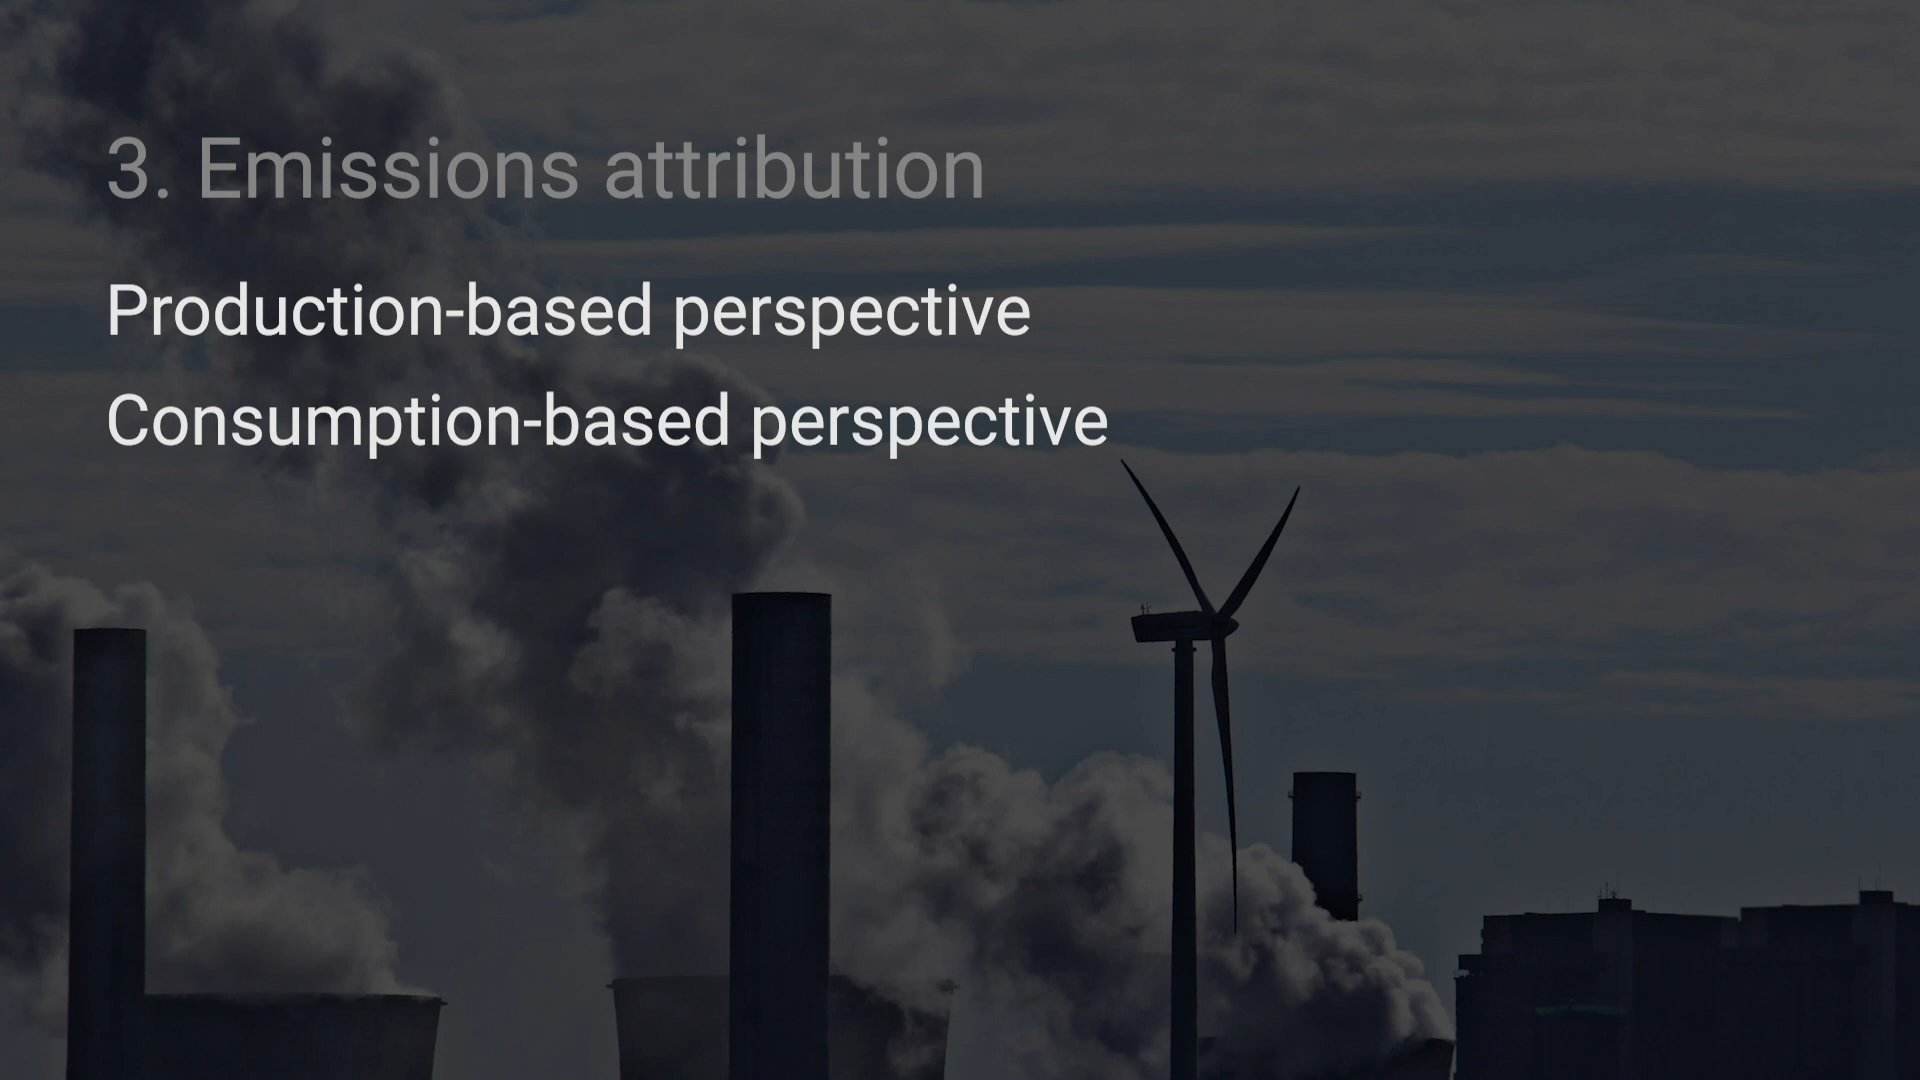 3. Emissions attribution
Production-based perspective
Consumption-based perspective